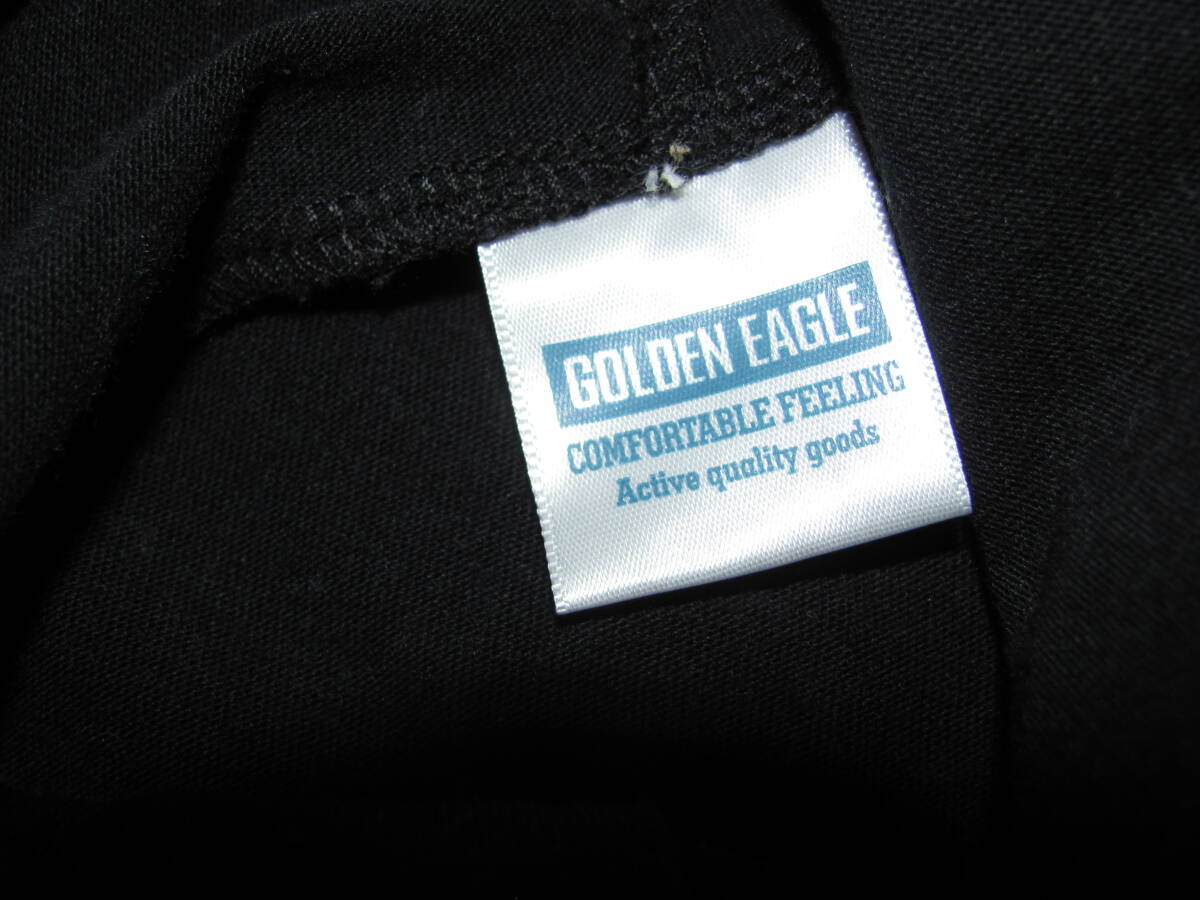 GOLDEN EAGLE
COMFORTABLE FEELING
Active quality goods